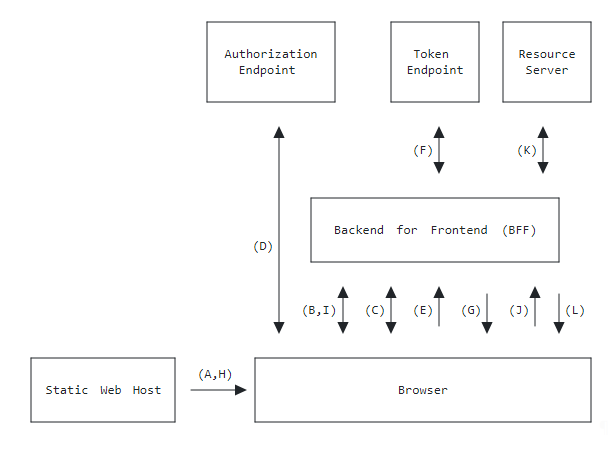 Authorization Endpoint
Token Endpoint
Resource Server
(F)
(K)
Backend for Frontend (BFF)
(D)
(B,I)
(C)
(E)
(G)
(J)
(L)
(A,H)
Static Web Host
Browser